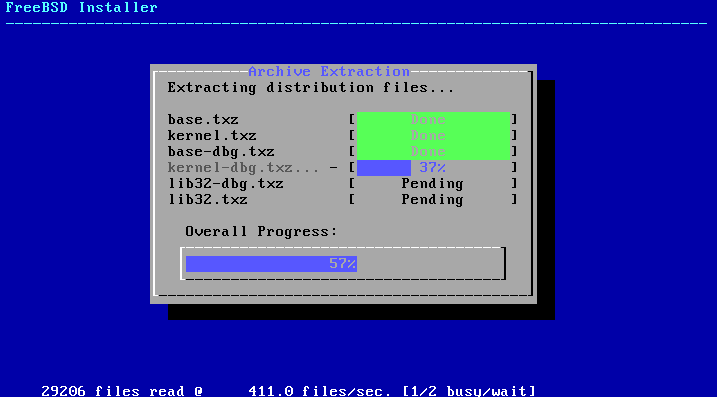 FreeBSD Installer
Archive Extraction
Extracting distribution files...
base.txz [ Done ]
kernel.txz [ Done ]
base-dbg.txz [ Done ]
kernel-dbg.txz... - [ 37% ]
lib32-dbg.txz [ Pending ]
lib32.txz [ Pending ]
Overall Progress:
57%
29206 files read @ 411.0 files/sec. [1/2 busy/wait]